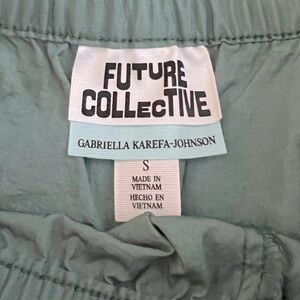 FUTURE
COLLECTIVE
GABRIELLA KAREFA-JOHNSON
S
MADE IN
VIETNAM
HECHO EN
VIETNAM